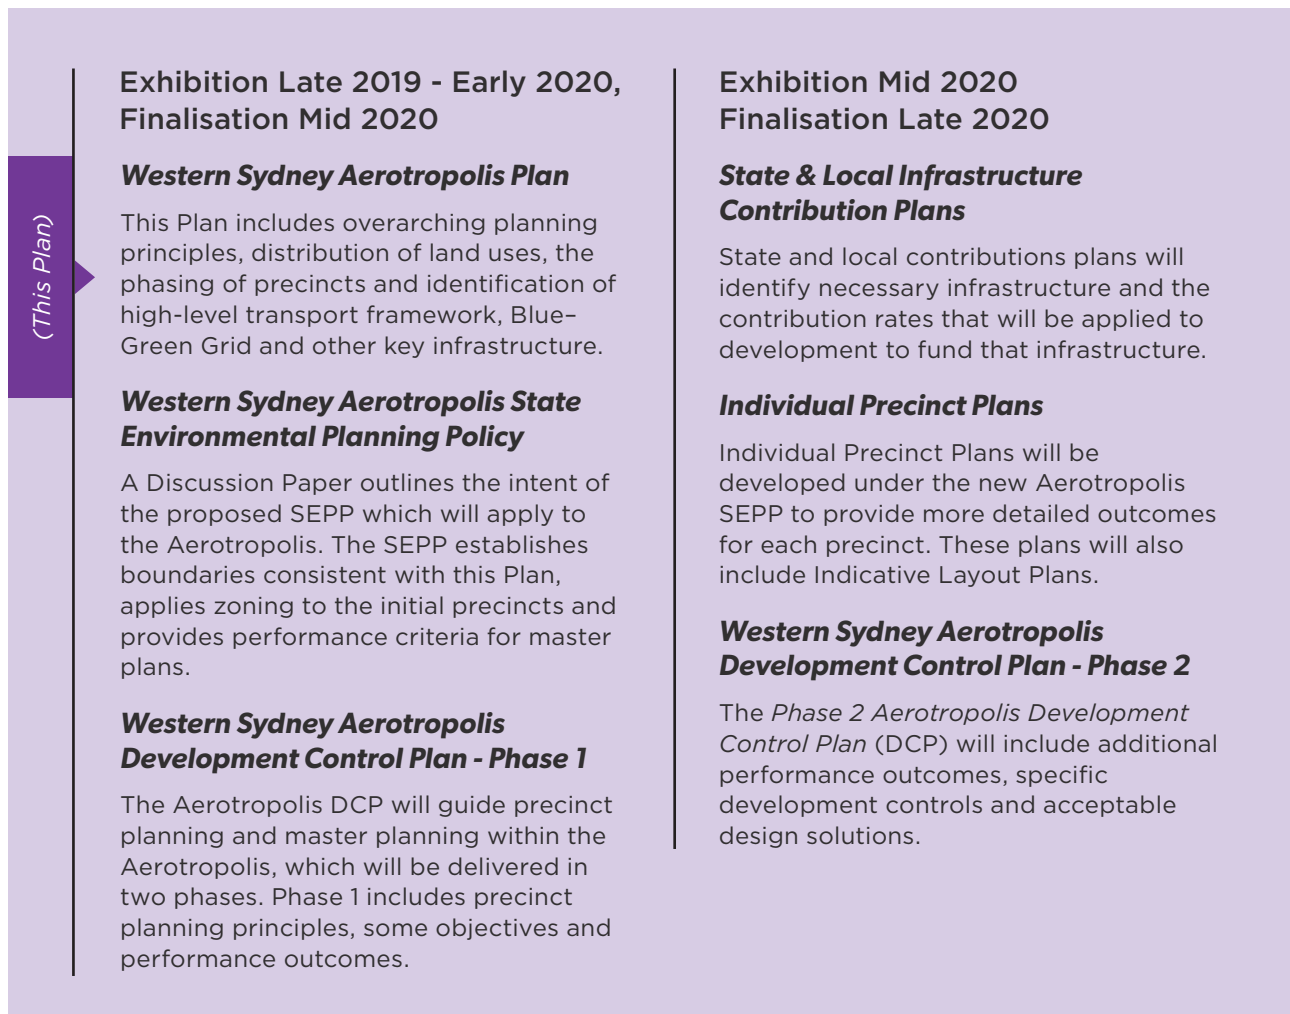 (This Plan)
Exhibition Late 2019 - Early 2020,
Finalisation Mid 2020
Western Sydney Aerotropolis Plan
This Plan includes overarching planning
principles, distribution of land uses, the
phasing of precincts and identification of
high-level transport framework, Blue–
Green Grid and other key infrastructure.
Western Sydney Aerotropolis State
Environmental Planning Policy
A Discussion Paper outlines the intent of
the proposed SEPP which will apply to
the Aerotropolis. The SEPP establishes
boundaries consistent with this Plan,
applies zoning to the initial precincts and
provides performance criteria for master
plans.
Western Sydney Aerotropolis
Development Control Plan - Phase 1
The Aerotropolis DCP will guide precinct
planning and master planning within the
Aerotropolis, which will be delivered in
two phases. Phase 1 includes precinct
planning principles, some objectives and
performance outcomes.
Exhibition Mid 2020
Finalisation Late 2020
State & Local Infrastructure
Contribution Plans
State and local contributions plans will
identify necessary infrastructure and the
contribution rates that will be applied to
development to fund that infrastructure.
Individual Precinct Plans
Individual Precinct Plans will be
developed under the new Aerotropolis
SEPP to provide more detailed outcomes
for each precinct. These plans will also
include Indicative Layout Plans.
Western Sydney Aerotropolis
Development Control Plan - Phase 2
The Phase 2 Aerotropolis Development
Control Plan (DCP) will include additional
performance outcomes, specific
development controls and acceptable
design solutions.